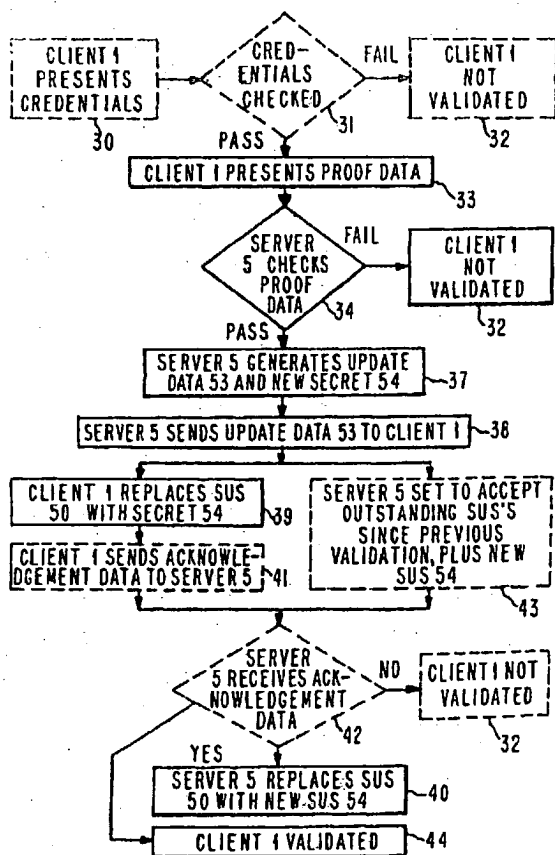 CLIENT 1
PRESENTS
CREDENTIALS
30
CRED-
ENTIALS
CHECKED
31
FAIL
CLIENT 1
NOT
VALIDATED
32
PASS
CLIENT 1 PRESENTS PROOF DATA
33
SERVER
5 CHECKS
PROOF
DATA
34
FAIL
CLIENT 1
NOT
VALIDATED
32
PASS
SERVER 5 GENERATES UPDATE
DATA 53 AND NEW SECRET 54
37
SERVER 5 SENDS UPDATE DATA 53 TO CLIENT 1
38
CLIENT 1 REPLACES SUS
50 WITH SECRET 54
39
CLIENT 1 SENDS ACKNOWLE-
DGEMENT DATA TO SERVER 5
41
SERVER 5 SET TO ACCEPT
OUTSTANDING SUS'S
SINCE PREVIOUS
VALIDATION, PLUS NEW
SUS 54
43
SERVER
5 RECEIVES ACK-
NOWLEDGEMENT
DATA
42
NO
CLIENT 1 NOT
VALIDATED
32
YES
SERVER 5 REPLACES SUS
50 WITH NEW SUS 54
40
CLIENT 1 VALIDATED
44